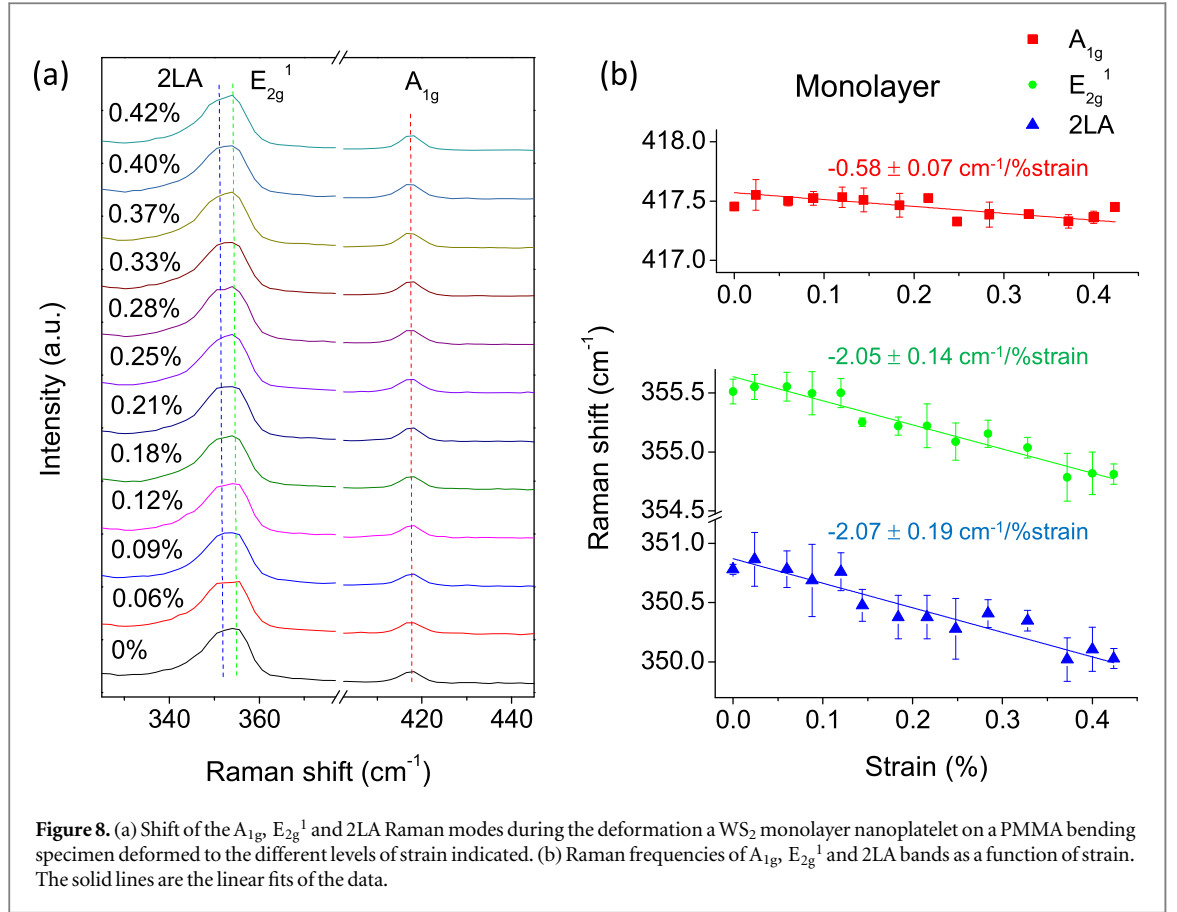 (a)
2LA E₂g¹ A₁g
0.42%
0.40%
0.37%
0.33%
0.28%
0.25%
0.21%
0.18%
0.12%
0.09%
0.06%
0%
Intensity (a.u.)
340 360 420 440
Raman shift (cm⁻¹)
(b)
Monolayer
A₁g
E₂g¹
2LA
418.0
417.5
417.0
-0.58 ± 0.07 cm⁻¹/%strain
0.0 0.1 0.2 0.3 0.4
Raman shift (cm⁻¹)
-2.05 ± 0.14 cm⁻¹/%strain
355.5
355.0
354.5
-2.07 ± 0.19 cm⁻¹/%strain
351.0
350.5
350.0
0.0 0.1 0.2 0.3 0.4
Strain (%)
Figure 8. (a) Shift of the A₁g, E₂g¹ and 2LA Raman modes during the deformation a WS₂ monolayer nanoplatelet on a PMMA bending
specimen deformed to the different levels of strain indicated. (b) Raman frequencies of A₁g, E₂g¹ and 2LA bands as a function of strain.
The solid lines are the linear fits of the data.